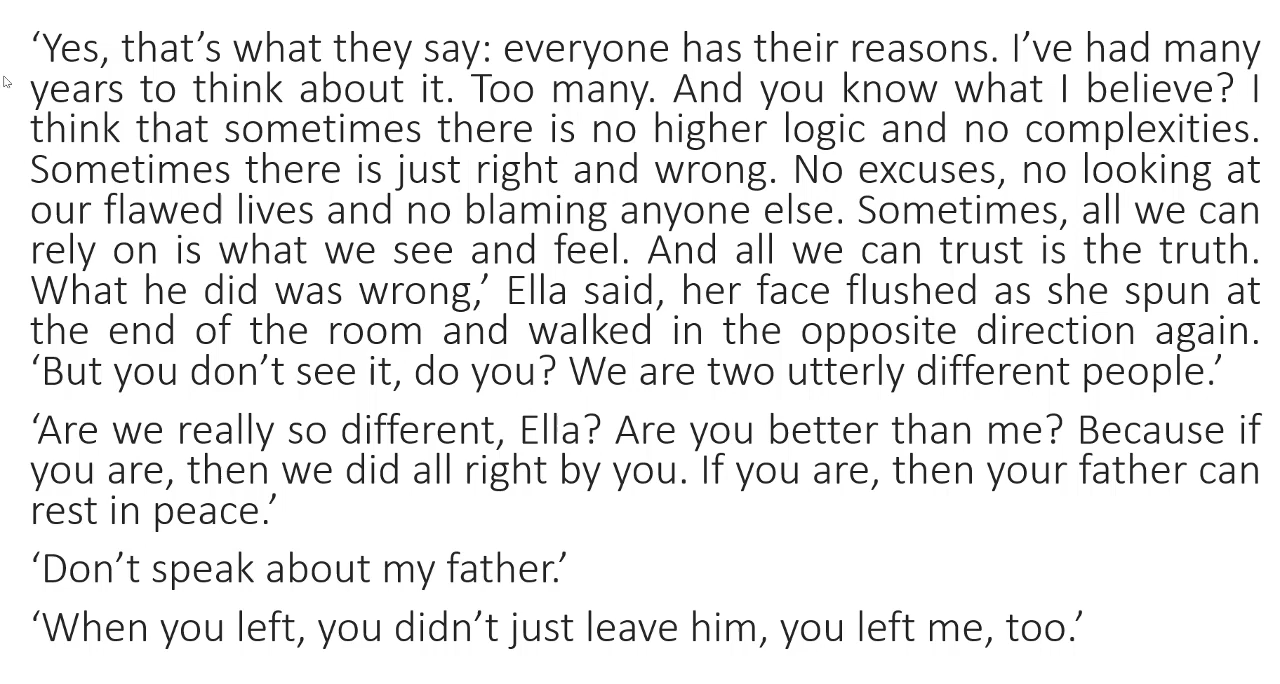 ‘Yes, that’s what they say: everyone has their reasons. I’ve had many
years to think about it. Too many. And you know what I believe? I
think that sometimes there is no higher logic and no complexities.
Sometimes there is just right and wrong. No excuses, no looking at
our flawed lives and no blaming anyone else. Sometimes, all we can
rely on is what we see and feel. And all we can trust is the truth.
What he did was wrong,’ Ella said, her face flushed as she spun at
the end of the room and walked in the opposite direction again.
‘But you don’t see it, do you? We are two utterly different people.’
‘Are we really so different, Ella? Are you better than me? Because if
you are, then we did all right by you. If you are, then your father can
rest in peace.’
‘Don’t speak about my father.’
‘When you left, you didn’t just leave him, you left me, too.’